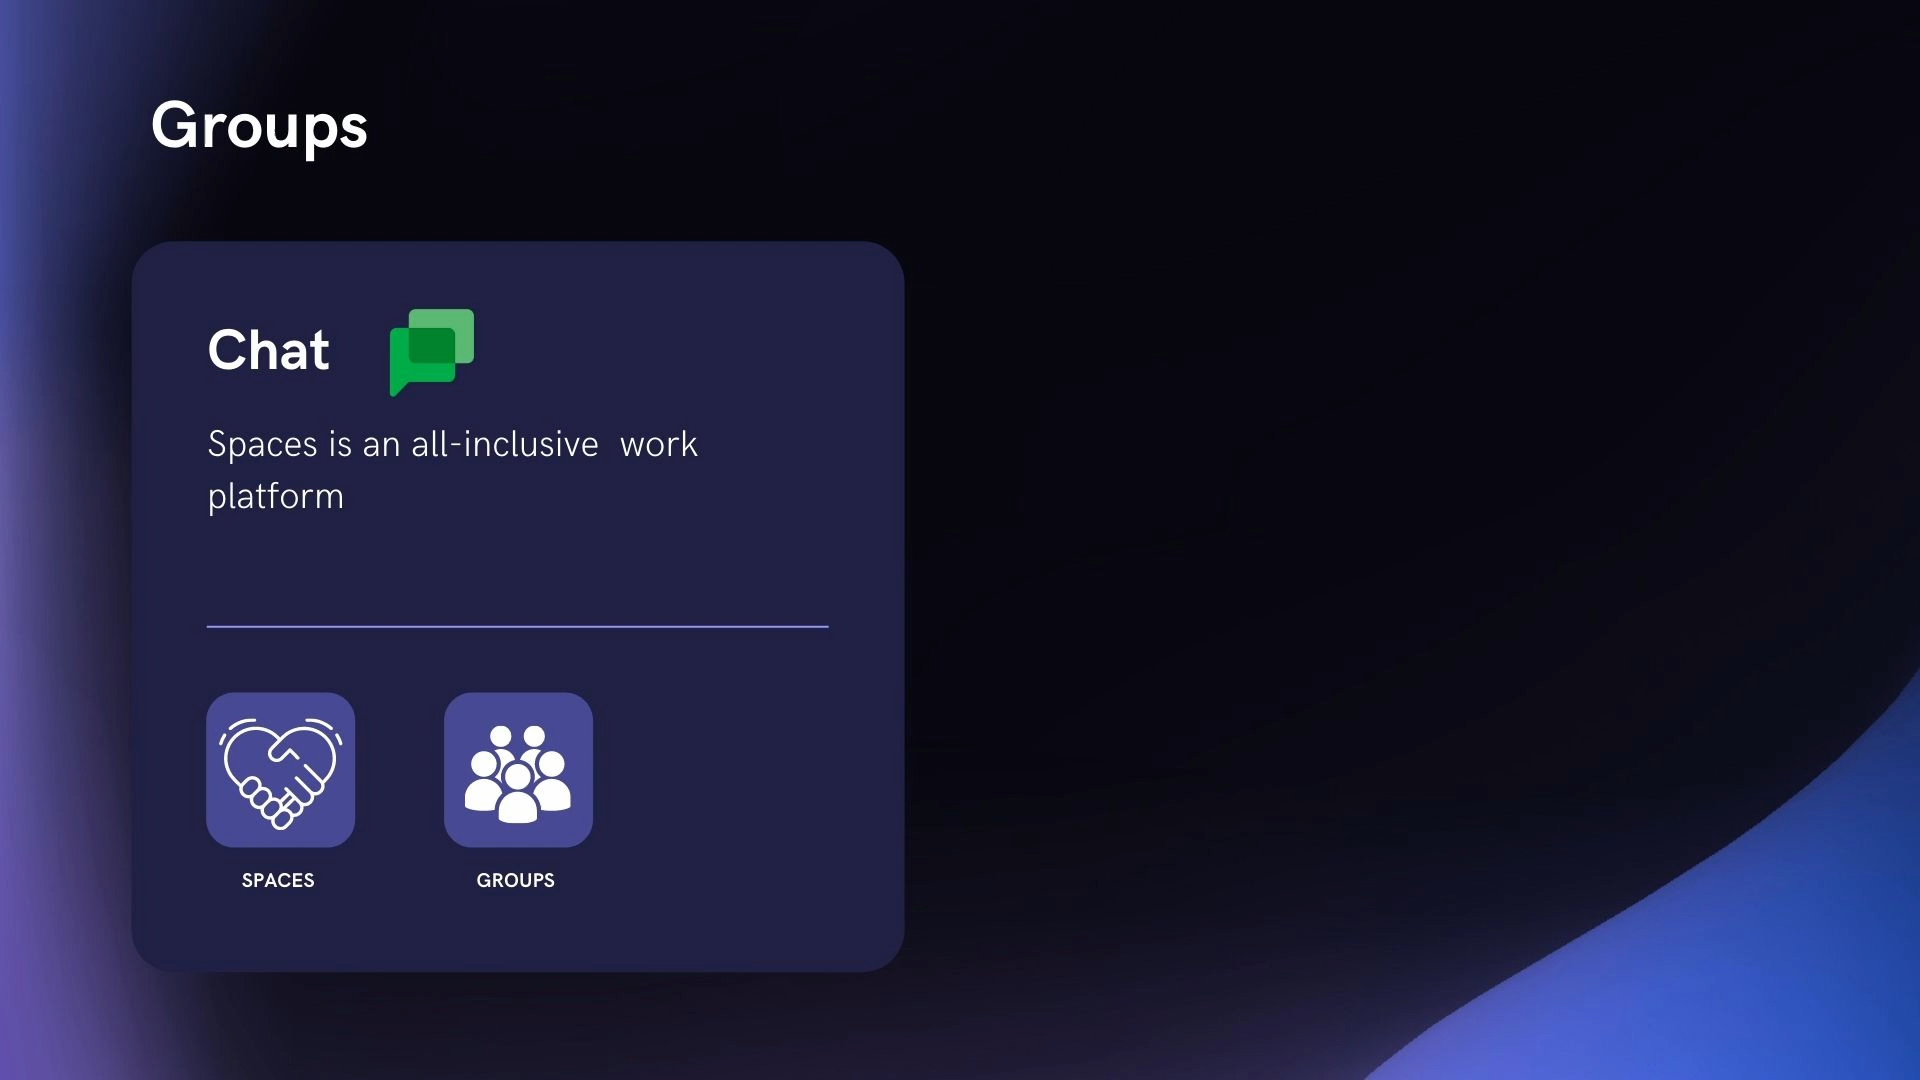 Groups
Chat
Spaces is an all-inclusive  work
platform
SPACES
GROUPS